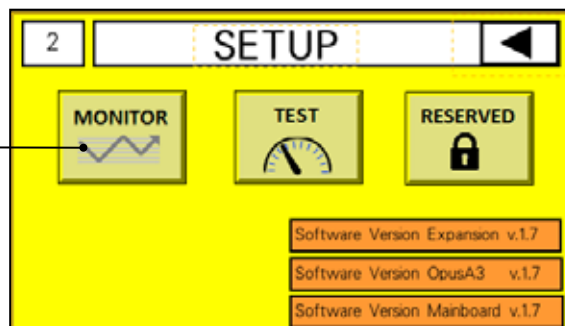 2 SETUP
MONITOR TEST RESERVED
Software Version Expansion v.1.7
Software Version OpusA3 v.1.7
Software Version Mainboard v.1.7